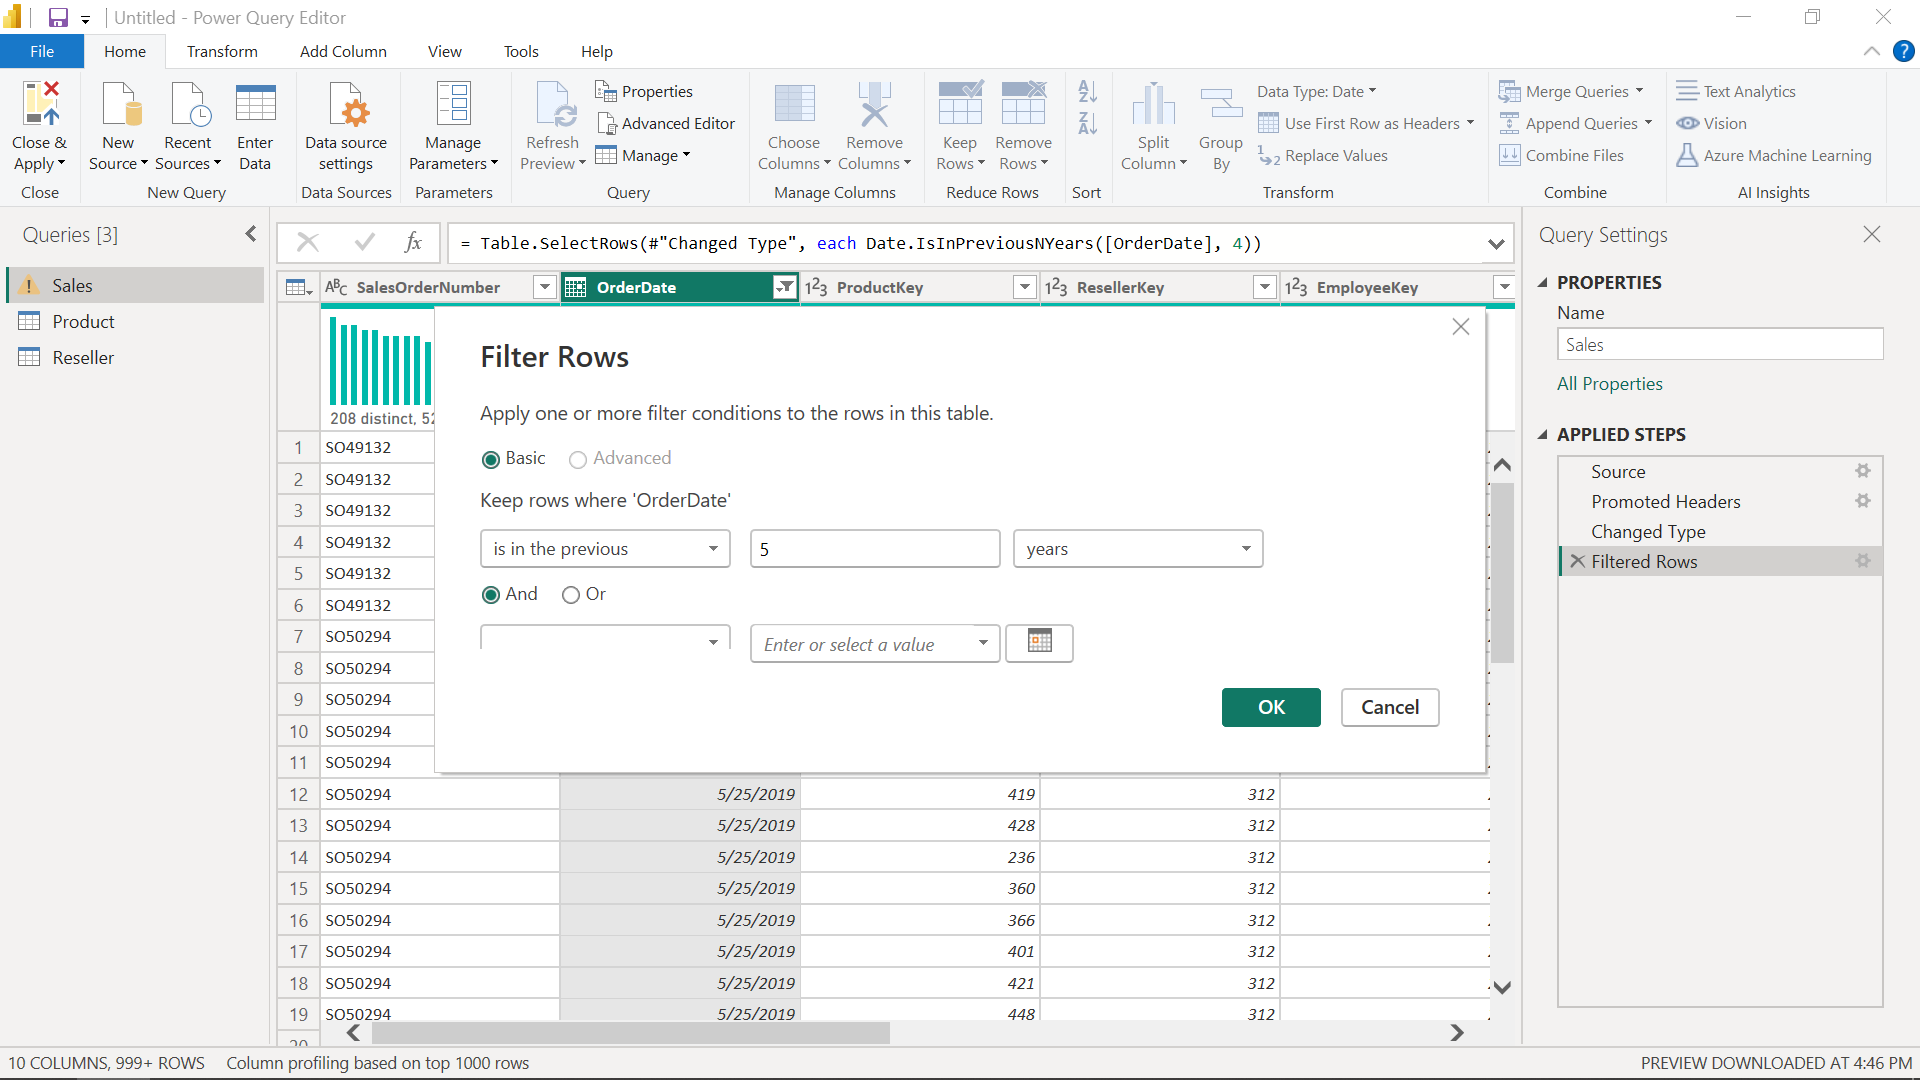 Untitled - Power Query Editor
File Home Transform Add Column View Tools Help
Close & Apply
Close
New Source
Recent Sources
Enter Data
New Query
Data source settings
Data Sources
Manage Parameters
Parameters
Refresh Preview
Properties
Advanced Editor
Manage
Query
Choose Columns
Remove Columns
Manage Columns
Keep Rows
Remove Rows
Reduce Rows
Sort
Split Column
Group By
Data Type: Date
Use First Row as Headers
Replace Values
Transform
Merge Queries
Append Queries
Combine Files
Combine
Text Analytics
Vision
Azure Machine Learning
AI Insights
Queries [3]
Sales
Product
Reseller
fx = Table.SelectRows(#"Changed Type", each Date.IsInPreviousNYears([OrderDate], 4))
ABC SalesOrderNumber OrderDate 123 ProductKey 123 ResellerKey 123 EmployeeKey
208 distinct, 52
1 SO49132
2 SO49132
3 SO49132
4 SO49132
5 SO49132
6 SO49132
7 SO50294
8 SO50294
9 SO50294
10 SO50294
11 SO50294
12 SO50294 5/25/2019 419 312
13 SO50294 5/25/2019 428 312
14 SO50294 5/25/2019 236 312
15 SO50294 5/25/2019 360 312
16 SO50294 5/25/2019 366 312
17 SO50294 5/25/2019 401 312
18 SO50294 5/25/2019 421 312
19 SO50294 5/25/2019 448 312
20
Filter Rows
Apply one or more filter conditions to the rows in this table.
Basic Advanced
Keep rows where 'OrderDate'
is in the previous 5 years
And Or
Enter or select a value
OK Cancel
Query Settings
PROPERTIES
Name
Sales
All Properties
APPLIED STEPS
Source
Promoted Headers
Changed Type
Filtered Rows
10 COLUMNS, 999+ ROWS Column profiling based on top 1000 rows
PREVIEW DOWNLOADED AT 4:46 PM